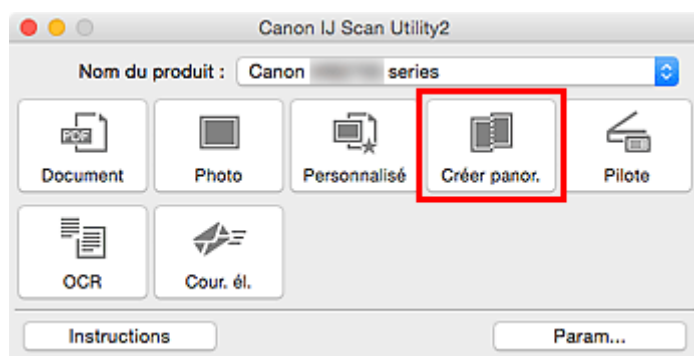 Canon IJ Scan Utility2
Nom du produit : Canon series
PDF
Document Photo Personnalisé Créer panor. Pilote
OCR Cour. él.
Instructions Param...